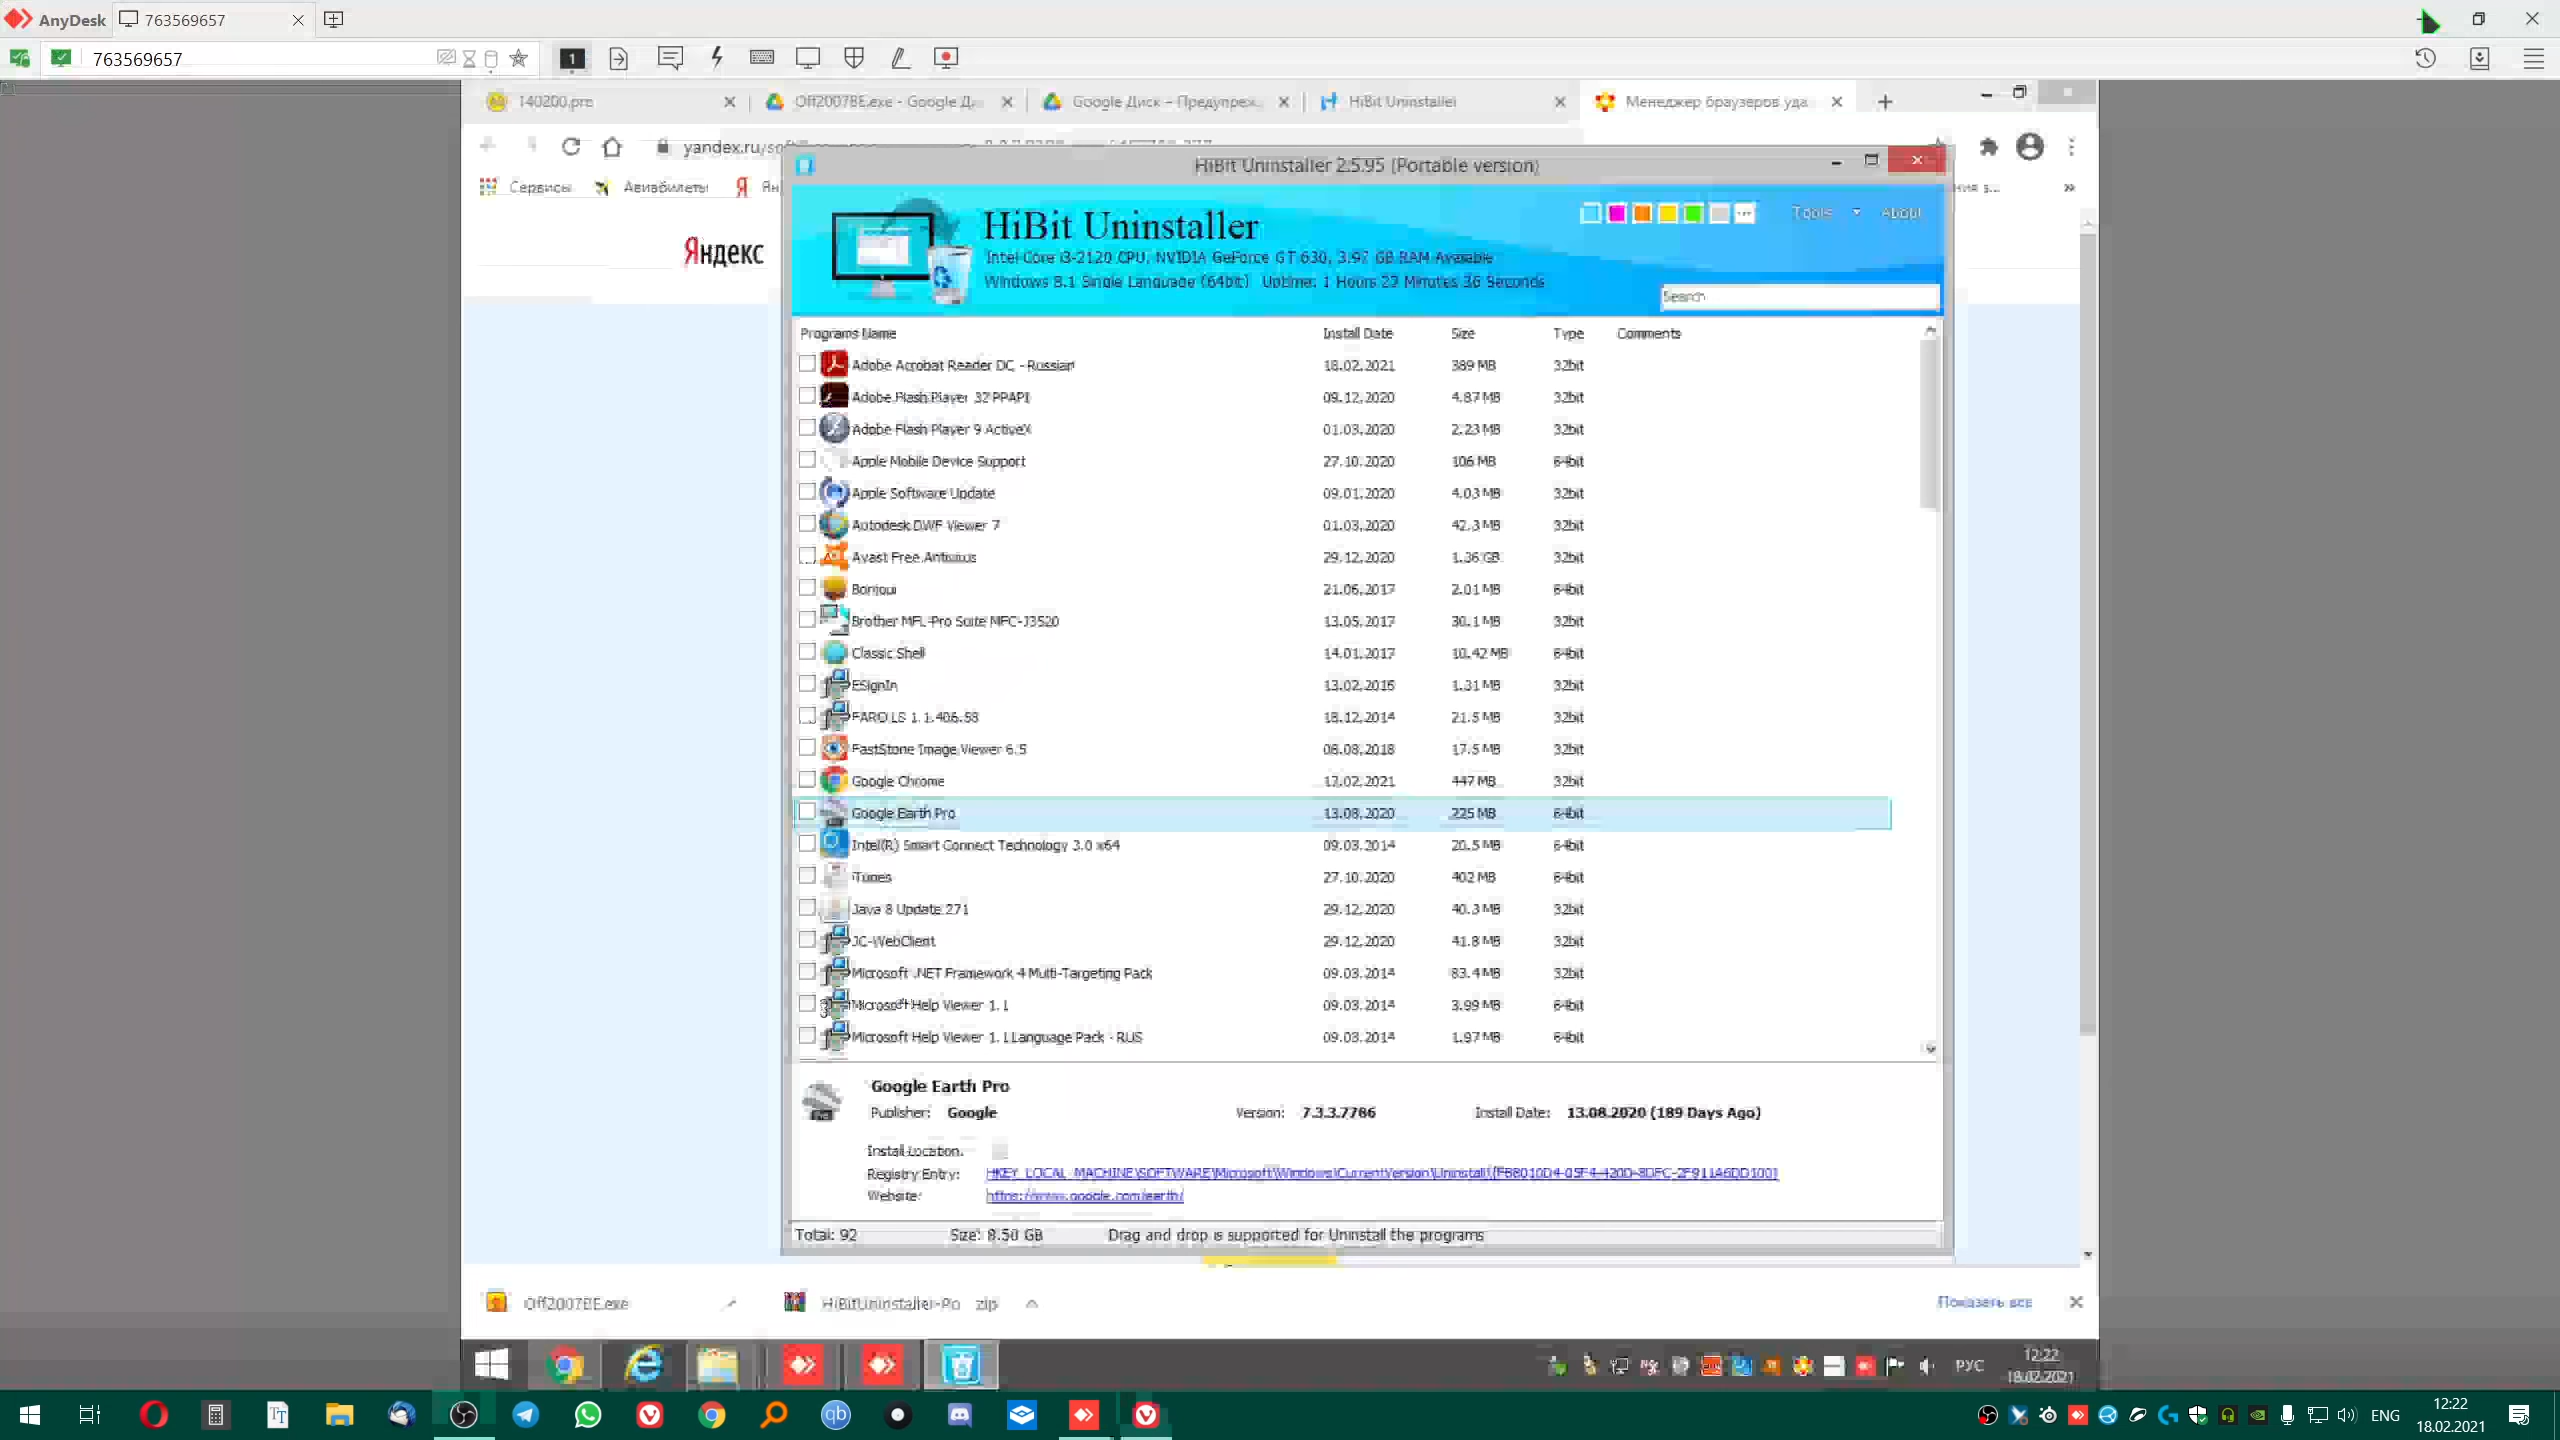 AnyDesk 763569657
763569657
140200.pro
Off2007BE.exe - Google Ди
Google Диск – Предупреж...
HiBit Uninstaller
Менеджер браузеров уда
yandex.ru/
Сервисы Авиабилеты Ян
Яндекс
HiBit Uninstaller 2.5.95 (Portable version)
HiBit Uninstaller
Tools About
Intel Core i3-2120 CPU, NVIDIA GeForce GT 630, 3.97 GB RAM Available
Windows 8.1 Single Language (64bit) Uptime: 1 Hours 22 Minutes 36 Seconds
Search
Programs Name Install Date Size Type Comments
Adobe Acrobat Reader DC - Russian 18.02.2021 389 MB 32bit
Adobe Flash Player 32 PPAPI 09.12.2020 4.87 MB 32bit
Adobe Flash Player 9 ActiveX 01.03.2020 2.23 MB 32bit
Apple Mobile Device Support 27.10.2020 106 MB 64bit
Apple Software Update 09.01.2020 4.03 MB 32bit
Autodesk DWF Viewer 7 01.03.2020 42.3 MB 32bit
Avast Free Antivirus 29.12.2020 1.36 GB 32bit
Bonjour 21.06.2017 2.01 MB 64bit
Brother MFL-Pro Suite MFC-J3520 13.05.2017 30.1 MB 32bit
Classic Shell 14.01.2017 10.42 MB 64bit
ESignIn 13.02.2016 1.31 MB 32bit
FARO LS 1.1.406.58 18.12.2014 21.5 MB 32bit
FastStone Image Viewer 6.5 08.08.2018 17.5 MB 32bit
Google Chrome 17.02.2021 447 MB 32bit
Google Earth Pro 13.08.2020 225 MB 64bit
Intel(R) Smart Connect Technology 3.0 x64 09.03.2014 20.5 MB 64bit
iTunes 27.10.2020 402 MB 64bit
Java 8 Update 271 29.12.2020 40.3 MB 32bit
JC-WebClient 29.12.2020 41.8 MB 32bit
Microsoft .NET Framework 4 Multi-Targeting Pack 09.03.2014 83.4 MB 32bit
Microsoft Help Viewer 1.1 09.03.2014 3.99 MB 64bit
Microsoft Help Viewer 1.1 Language Pack - RUS 09.03.2014 1.97 MB 64bit
Google Earth Pro
Publisher: Google Version: 7.3.3.7786 Install Date: 13.08.2020 (189 Days Ago)
Install Location:
Registry Entry: HKEY_LOCAL_MACHINE\SOFTWARE\Microsoft\Windows\CurrentVersion\Uninstall\
Website: https://www.google.com/earth/
Total: 92 Size: 8.50 GB Drag and drop is supported for Uninstall the programs
Off2007BE.exe
HiBitUninstaller-Po zip
Показать все
РУС
12:22
18.02.2021
ENG
12:22
18.02.2021